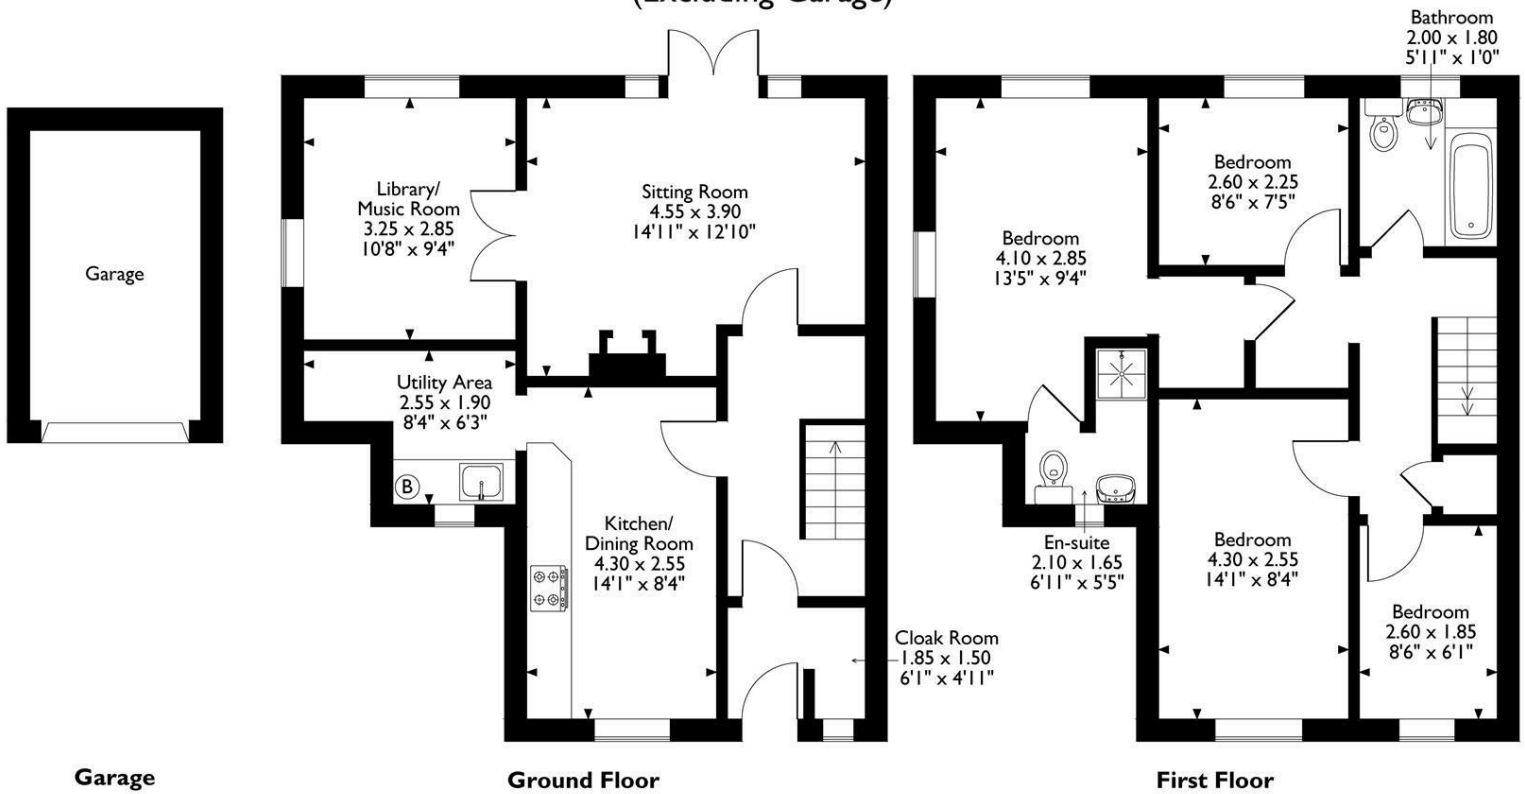 (Excluding Garage)
Garage
Garage
Library/
Music Room
3.25 x 2.85
10'8" x 9'4"
Sitting Room
4.55 x 3.90
14'11" x 12'10"
Utility Area
2.55 x 1.90
8'4" x 6'3"
B
Kitchen/
Dining Room
4.30 x 2.55
14'1" x 8'4"
Cloak Room
1.85 x 1.50
6'1" x 4'11"
Ground Floor
Bathroom
2.00 x 1.80
5'11" x 1'0"
Bedroom
2.60 x 2.25
8'6" x 7'5"
Bedroom
4.10 x 2.85
13'5" x 9'4"
En-suite
2.10 x 1.65
6'11" x 5'5"
Bedroom
4.30 x 2.55
14'1" x 8'4"
Bedroom
2.60 x 1.85
8'6" x 6'1"
First Floor